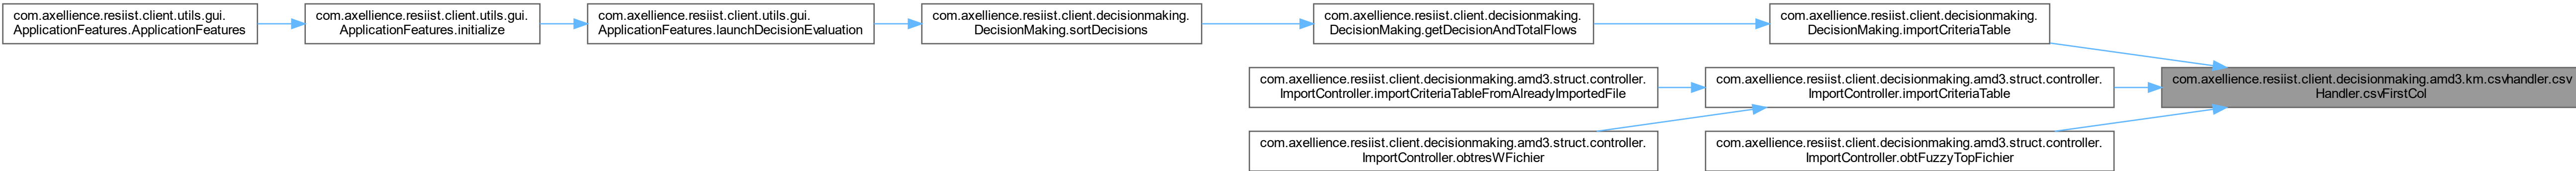 com.axellience.resiist.client.utils.gui.
ApplicationFeatures.ApplicationFeatures
com.axellience.resiist.client.utils.gui.
ApplicationFeatures.initialize
com.axellience.resiist.client.utils.gui.
ApplicationFeatures.launchDecisionEvaluation
com.axellience.resiist.client.decisionmaking.
DecisionMaking.sortDecisions
com.axellience.resiist.client.decisionmaking.
DecisionMaking.getDecisionAndTotalFlows
com.axellience.resiist.client.decisionmaking.
DecisionMaking.importCriteriaTable
com.axellience.resiist.client.decisionmaking.amd3.struct.controller.
ImportController.importCriteriaTableFromAlreadyImportedFile
com.axellience.resiist.client.decisionmaking.amd3.struct.controller.
ImportController.importCriteriaTable
com.axellience.resiist.client.decisionmaking.amd3.km.csvhandler.csv
Handler.csvFirstCol
com.axellience.resiist.client.decisionmaking.amd3.struct.controller.
ImportController.obtresWFichier
com.axellience.resiist.client.decisionmaking.amd3.struct.controller.
ImportController.obtFuzzyTopFichier